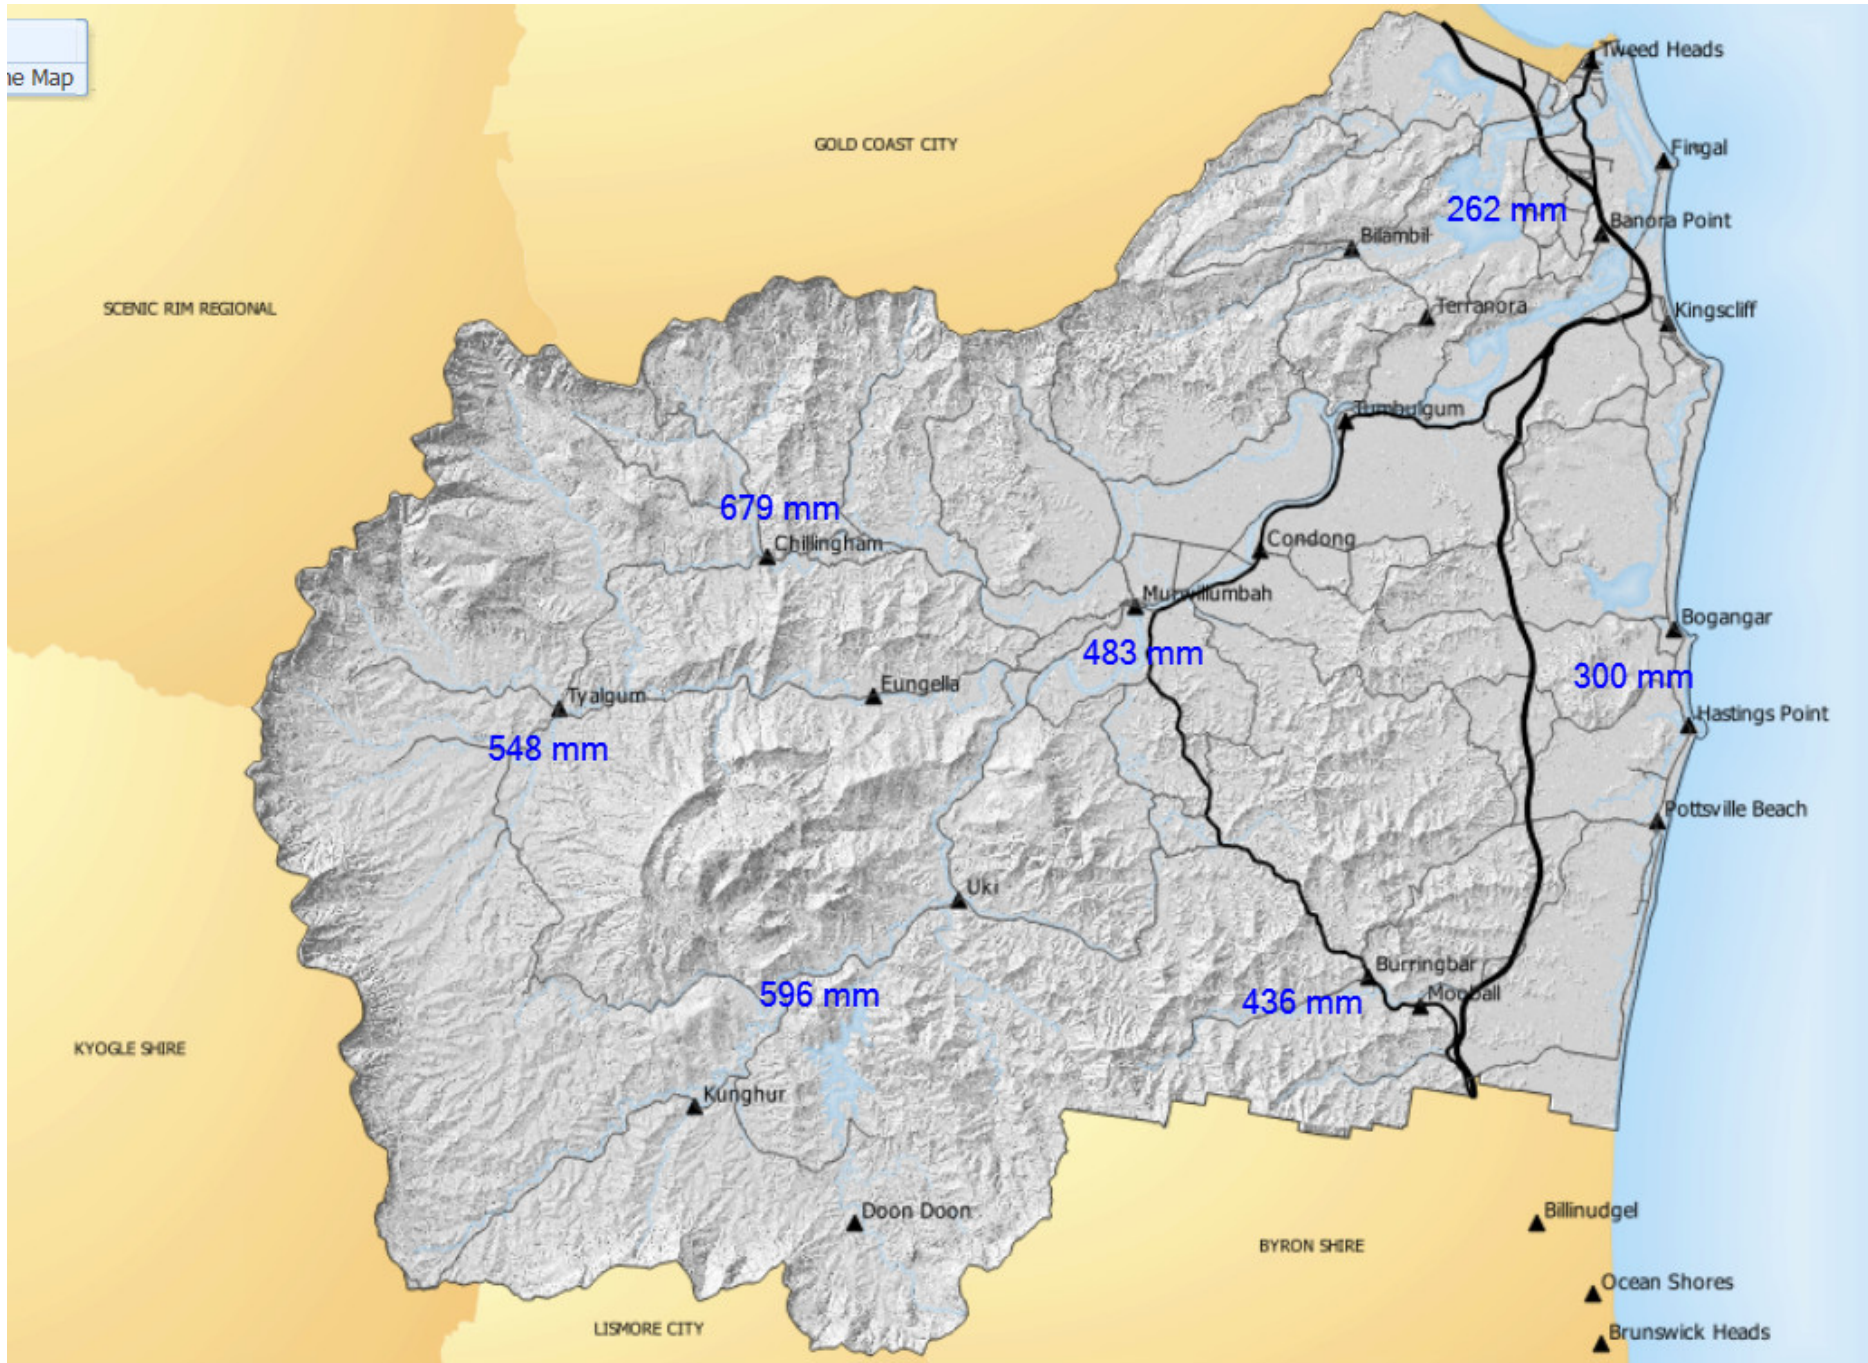 Tweed Heads
ne Map
GOLD COAST CITY
Fingal
262 mm
Banora Point
Bilambil
SCENIC RIM REGIONAL
Terranora
Kingscliff
Tumbulgum
679 mm
Chillingham
Condong
Murwillumbah
Bogangar
483 mm
300 mm
Eungella
Tyalgum
Hastings Point
548 mm
Pottsville Beach
Uki
Burringbar
596 mm
436 mm
Mooball
KYOGLE SHIRE
Kunghur
Doon Doon
Billinudgel
BYRON SHIRE
Ocean Shores
LISMORE CITY
Brunswick Heads